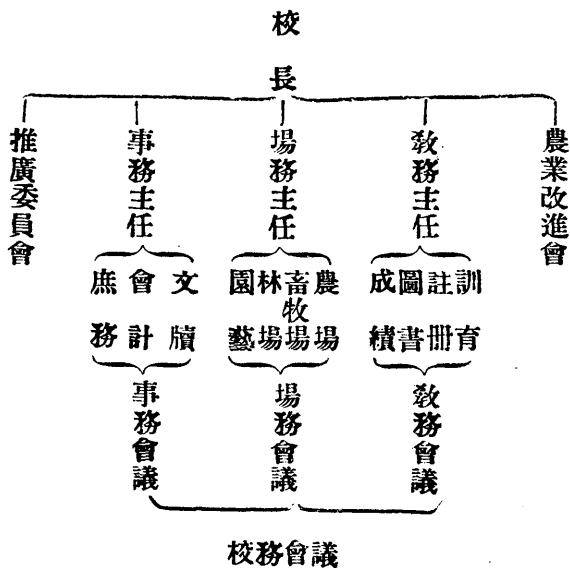 校長
農業改進會
教務主任
場務主任
事務主任
推廣委員會
訓育
註冊
圖書
成績
農場
畜牧場
林場
園藝
文牘
會計
庶務
教務會議
場務會議
事務會議
校務會議